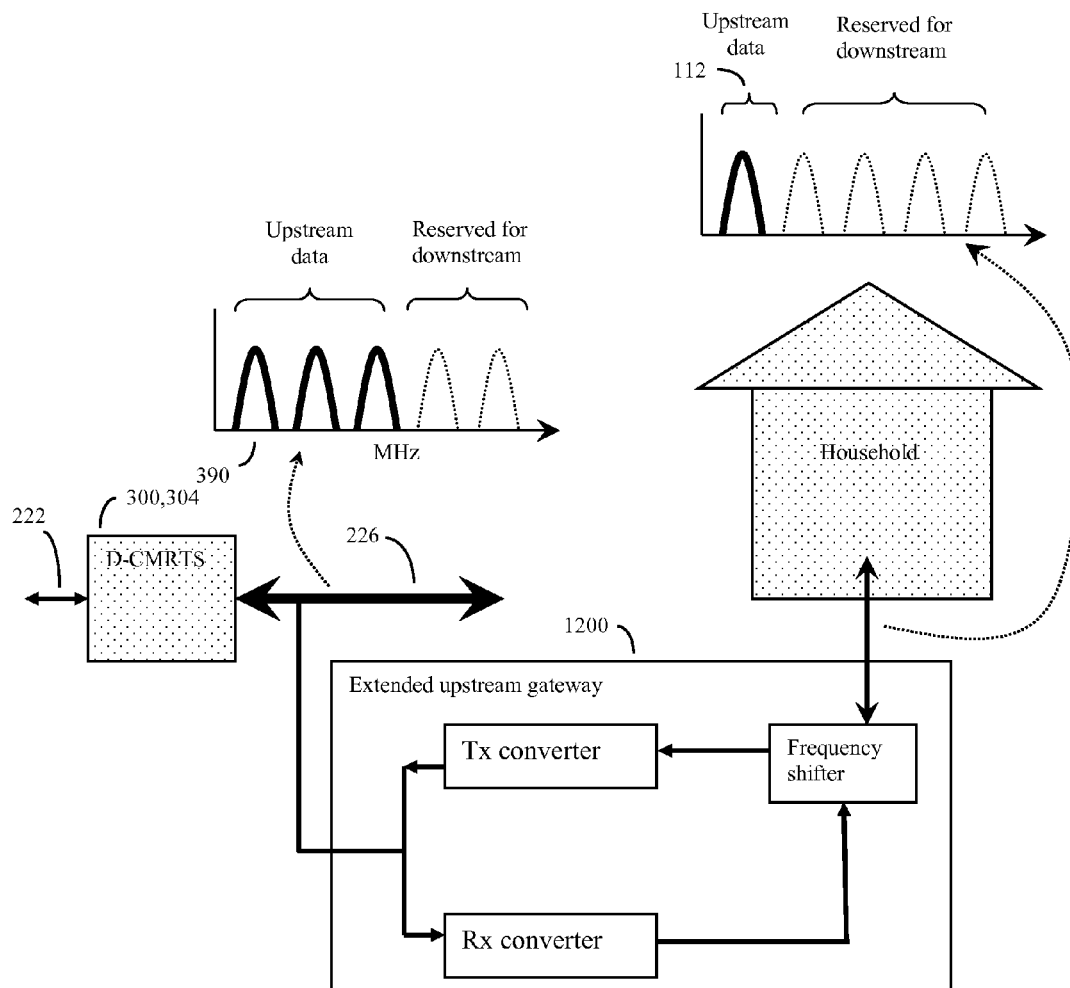 Upstream
data
Reserved for
downstream
112
Upstream
data
Reserved for
downstream
MHz
390
300,304
222
D-CMRTS
226
Household
1200
Extended upstream gateway
Tx converter
Frequency
shifter
Rx converter